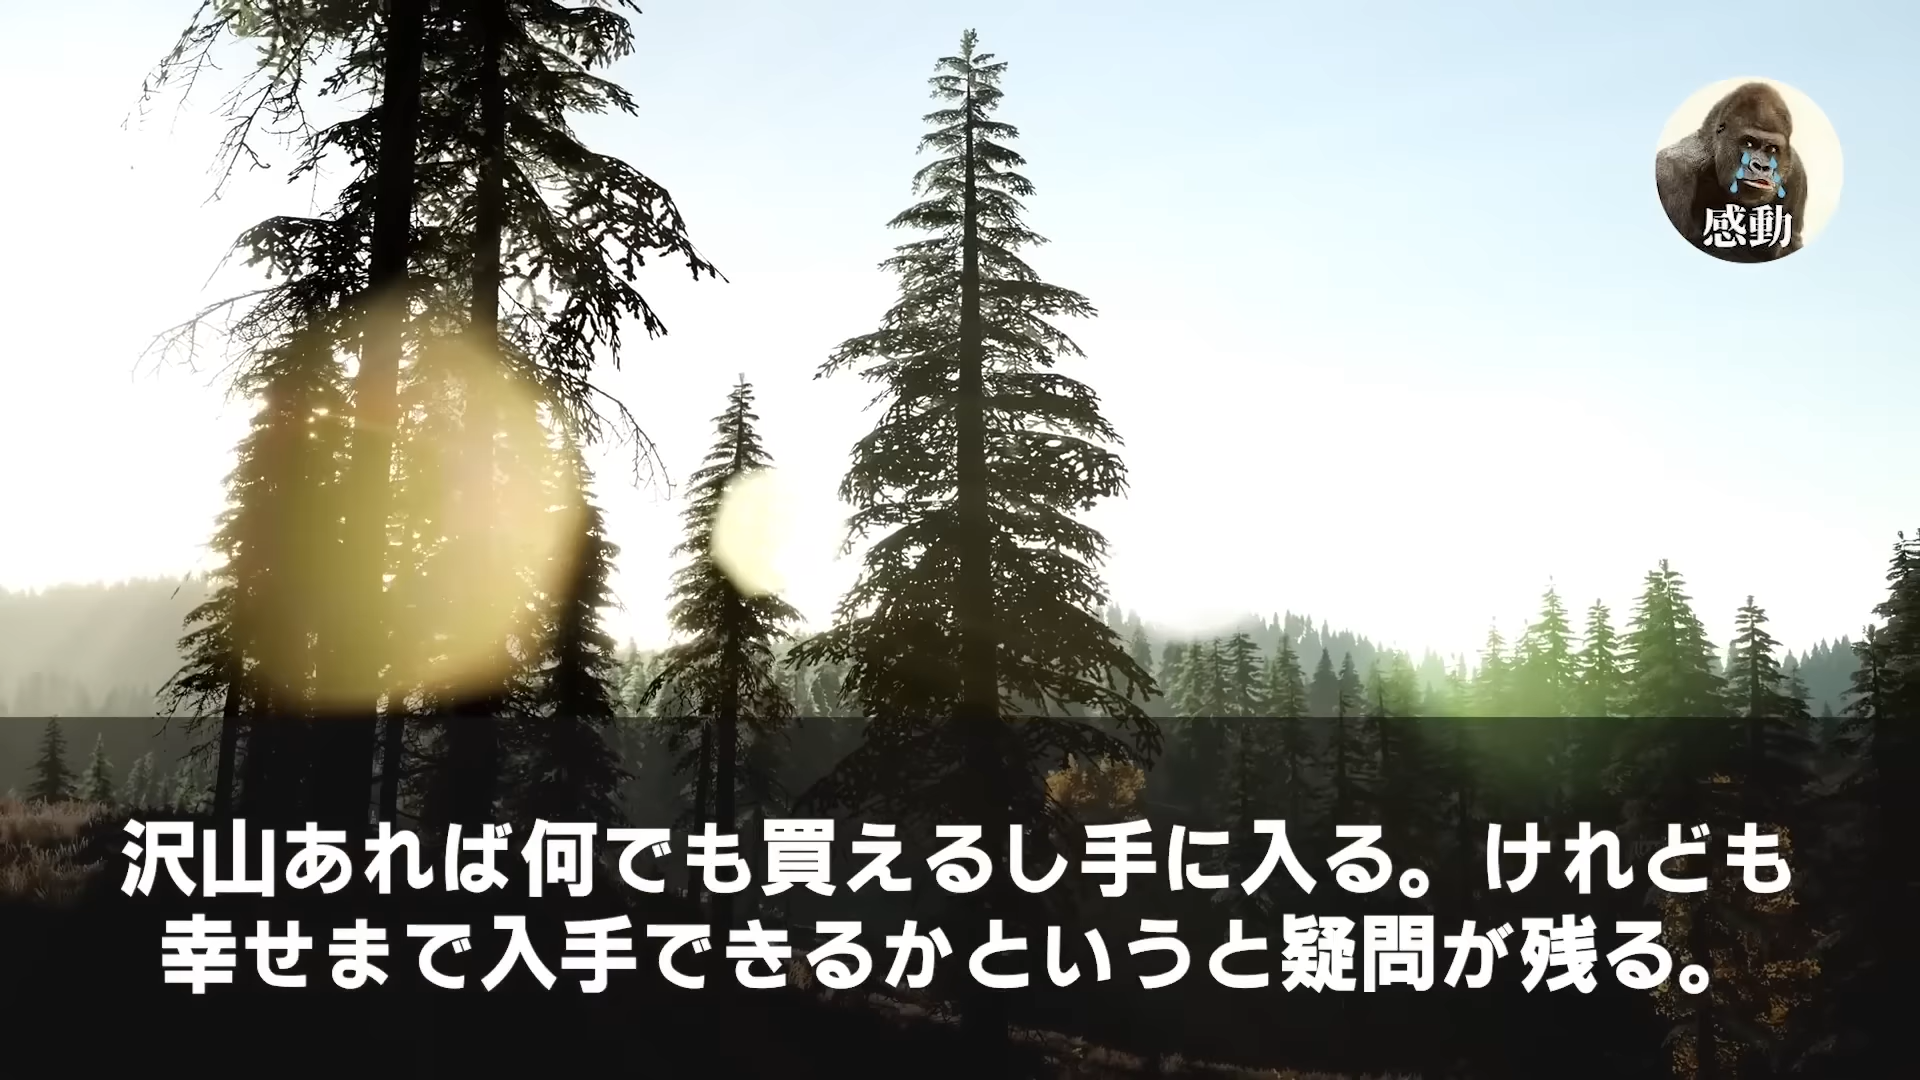 感動
沢山あれば何でも買えるし手に入る。けれども
幸せまで入手できるかというと疑問が残る。